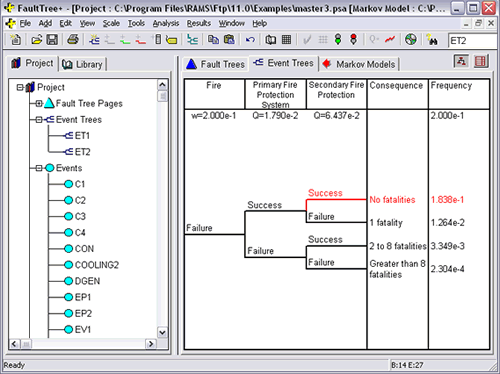 FaultTree+ - [Project : C:\Program Files\RAMS\Ftp\11.0\Examples\master3.psa [Markov Model : C:\P...
File Edit View Scale Tools Analysis Results Add Window Help
ET2
Project Library
Project
Fault Tree Pages
Event Trees
ET1
ET2
Events
C1
C2
C3
C4
CON
COOLING2
DGEN
EP1
EP2
EV1
Fault Trees Event Trees Markov Models
Fire Primary Fire Protection System Secondary Fire Protection Consequence Frequency
w=2.000e-1 Q=1.790e-2 Q=6.437e-2 2.000e-1
Success No fatalities 1.838e-1
Success
Failure 1 fatality 1.264e-2
Failure
Success 2 to 8 fatalities 3.349e-3
Failure
Failure Greater than 8 fatalities 2.304e-4
Ready B:14 E:27